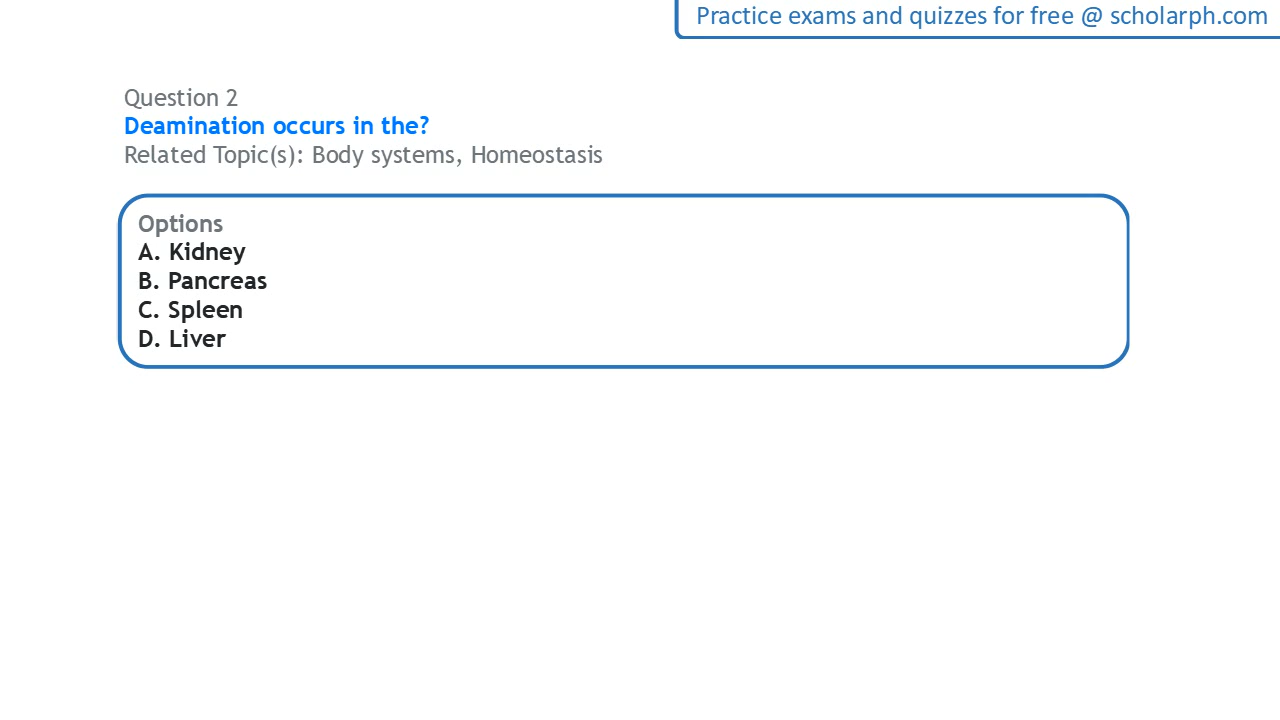 Practice exams and quizzes for free @ scholarph.com
Question 2
Deamination occurs in the?
Related Topic(s): Body systems, Homeostasis
Options
A. Kidney
B. Pancreas
C. Spleen
D. Liver